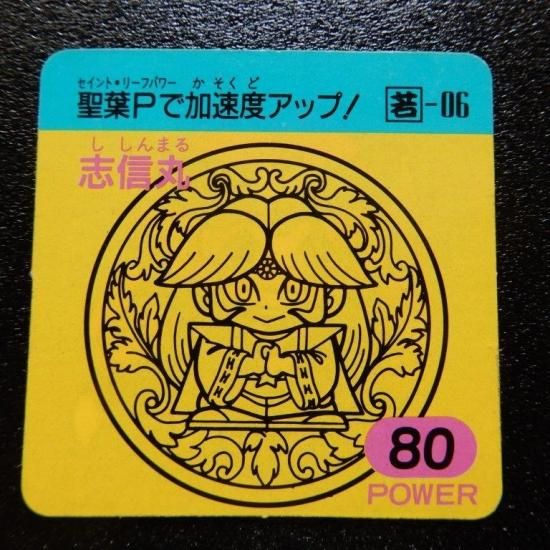 セイント・リーフパワー かそくど
聖葉Pで加速度アップ! 若-06
ししんまる
志信丸
80
POWER